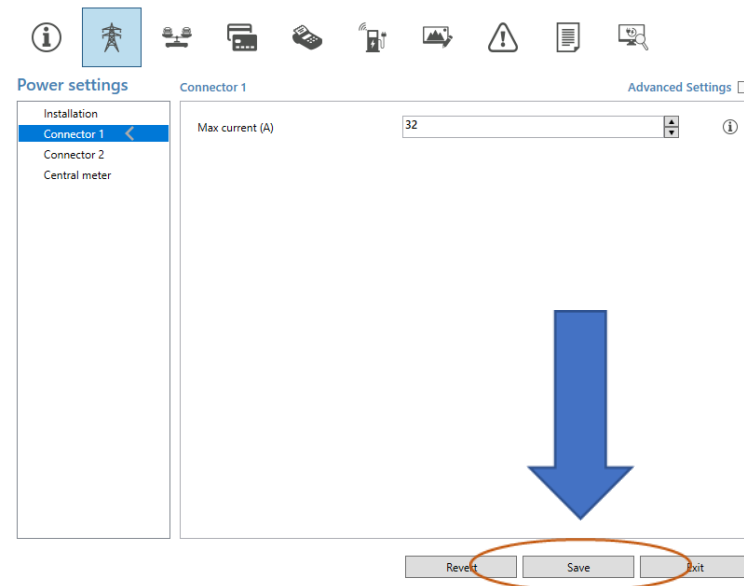 Power settings
Connector 1
Advanced Settings
Installation
Connector 1
Connector 2
Central meter
Max current (A)
32
Revert
Save
Exit